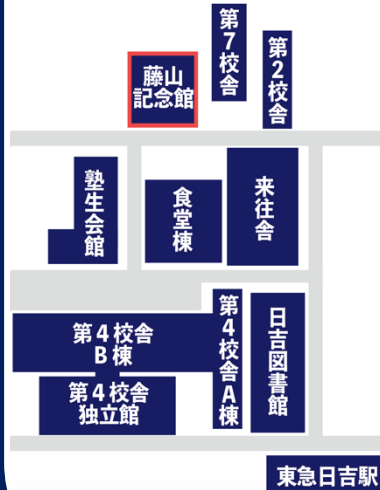 第7校舎
第2校舎
藤山
記念館
塾生会館
食堂棟
来往舎
第4校舎
B棟
第4校舎A棟
日吉図書館
第4校舎
独立館
東急日吉駅